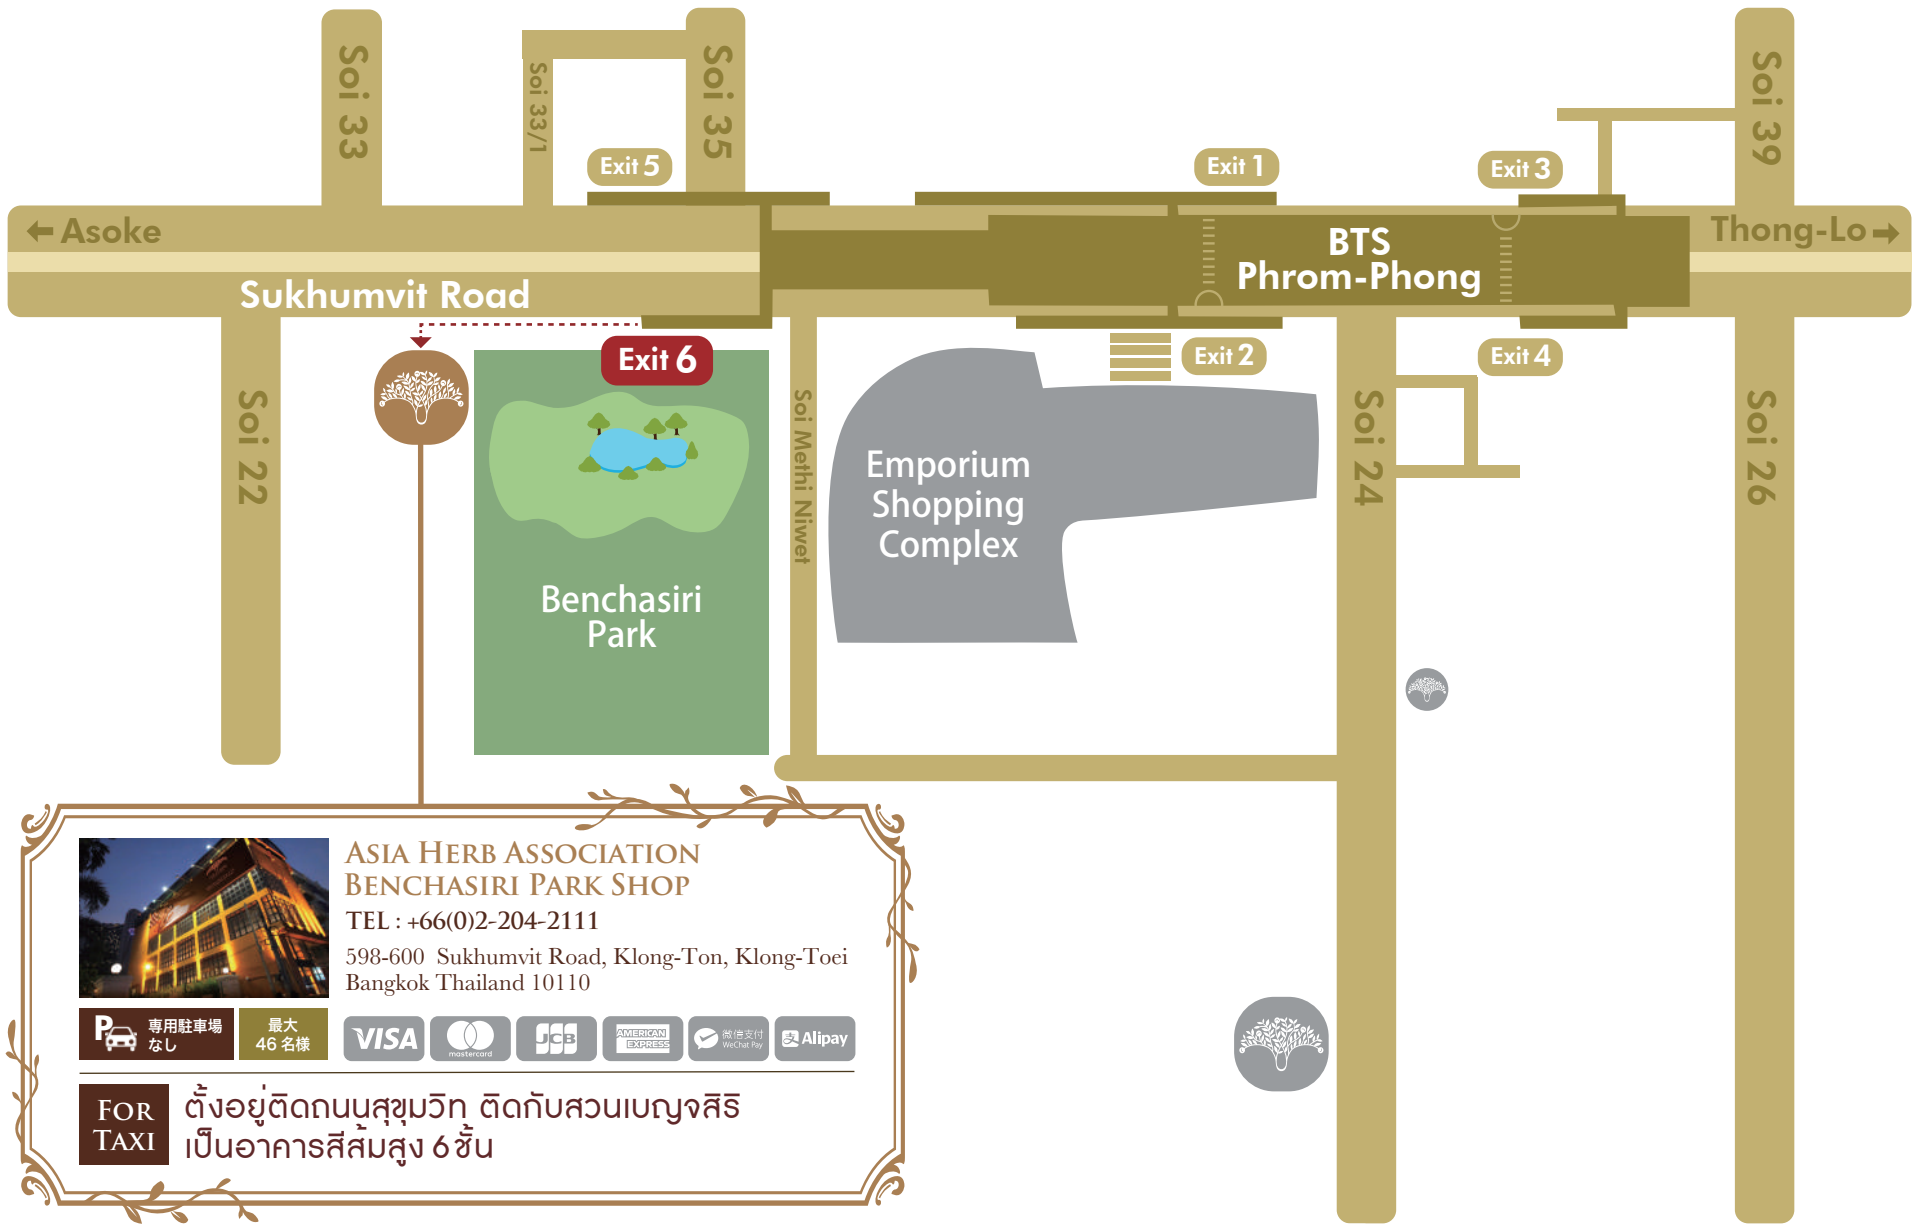 Soi 33
Soi 33/1
Soi 35
Soi 39
Exit 5
Exit 1
Exit 3
Asoke
Thong-Lo
BTS
Phrom-Phong
Sukhumvit Road
Exit 6
Exit 2
Exit 4
Soi 22
Soi Methi Niwet
Soi 24
Soi 26
Emporium
Shopping
Complex
Benchasiri
Park
ASIA HERB ASSOCIATION
BENCHASIRI PARK SHOP
TEL : +66(0)2-204-2111
598-600 Sukhumvit Road, Klong-Ton, Klong-Toei
Bangkok Thailand 10110
P
専用駐車場
なし
最大
46 名様
VISA
mastercard
JCB
AMERICAN
EXPRESS
微信支付
WeChat Pay
支 Alipay
FOR
TAXI
ตั้งอยู่ติดถนนสุขุมวิท ติดกับสวนเบญจสิริ
เป็นอาคารสีส้มสูง 6 ชั้น